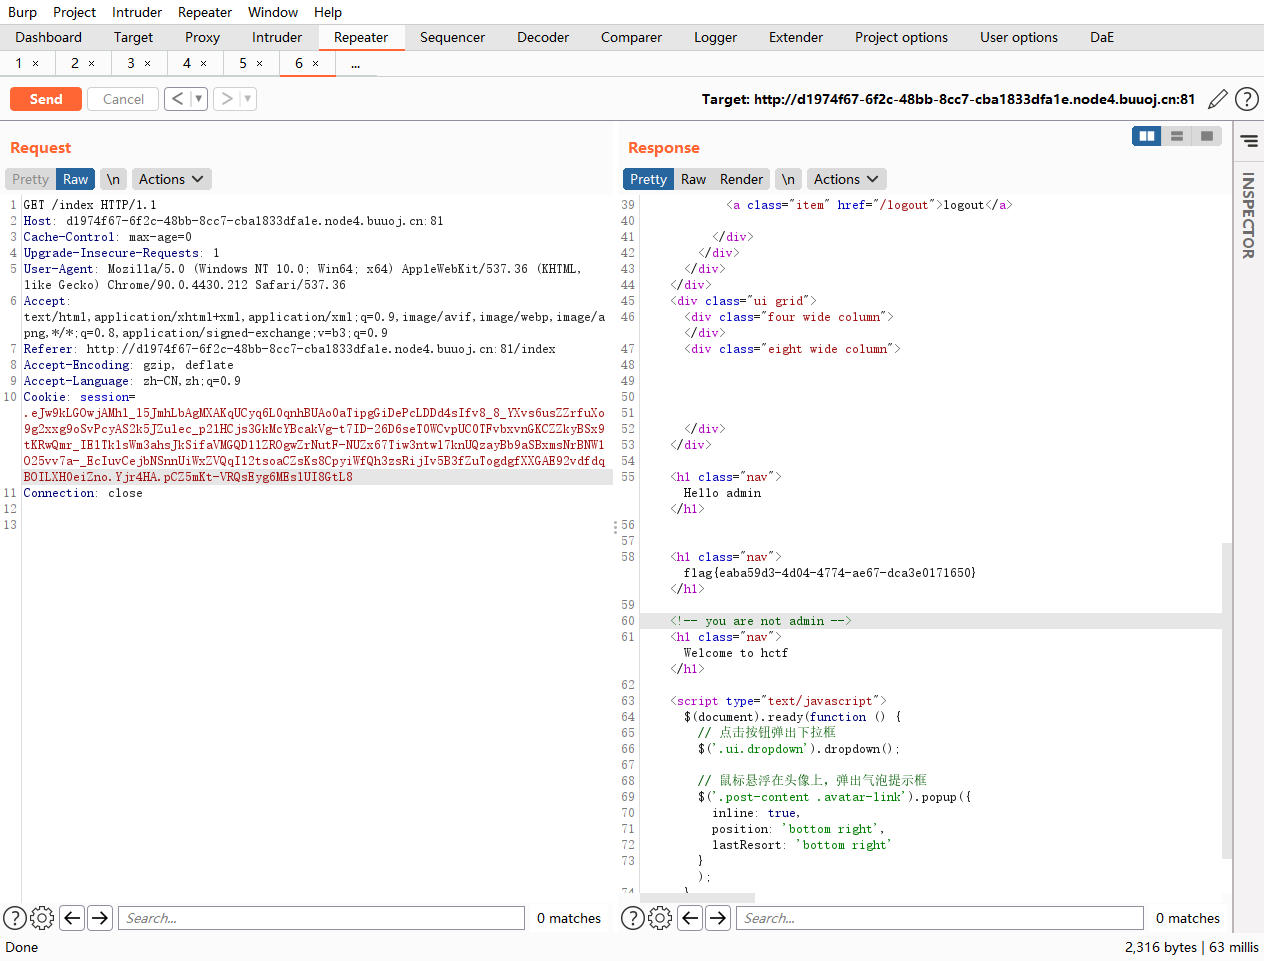 Burp Project Intruder Repeater Window Help
Dashboard Target Proxy Intruder Repeater Sequencer Decoder Comparer Logger Extender Project options User options DaE
1 × 2 × 3 × 4 × 5 × 6 × ...
Send Cancel < ▼ > ▼ Target: http://d1974f67-6f2c-48bb-8cc7-cba1833dfa1e.node4.buuoj.cn:81
Request
Pretty Raw \n Actions
1 GET /index HTTP/1.1
2 Host: d1974f67-6f2c-48bb-8cc7-cba1833dfa1e.node4.buuoj.cn:81
3 Cache-Control: max-age=0
4 Upgrade-Insecure-Requests: 1
5 User-Agent: Mozilla/5.0 (Windows NT 10.0; Win64; x64) AppleWebKit/537.36 (KHTML,
like Gecko) Chrome/90.0.4430.212 Safari/537.36
6 Accept:
text/html,application/xhtml+xml,application/xml;q=0.9,image/avif,image/webp,image/a
png,*/*;q=0.8,application/signed-exchange;v=b3;q=0.9
7 Referer: http://d1974f67-6f2c-48bb-8cc7-cba1833dfa1e.node4.buuoj.cn:81/index
8 Accept-Encoding: gzip, deflate
9 Accept-Language: zh-CN,zh;q=0.9
10 Cookie: session=
11 Connection: close
12
13
Search...
0 matches
Response
Pretty Raw Render \n Actions
39 <a class="item" href="/logout">logout</a>
40
41 </div>
42 </div>
43 </div>
44 </div>
45 <div class="ui grid">
46 <div class="four wide column">
</div>
47 <div class="eight wide column">
48
49
50
51
52 </div>
53 </div>
54
55 <h1 class="nav">
Hello admin
</h1>
56
57
58 <h1 class="nav">
flag{eaba59d3-4d04-4774-ae67-dca3e0171650}
</h1>
59
60 <!-- you are not admin -->
61 <h1 class="nav">
Welcome to hctf
</h1>
62
63 <script type="text/javascript">
64 $(document).ready(function () {
65 // 点击按钮弹出下拉框
66 $('.ui.dropdown').dropdown();
67
68 // 鼠标悬浮在头像上，弹出气泡提示框
69 $('.post-content .avatar-link').popup({
70 inline: true,
71 position: 'bottom right',
72 lastResort: 'bottom right'
73 }
);
74 }
Search...
0 matches
INSPECTOR
Done
2,316 bytes | 63 millis